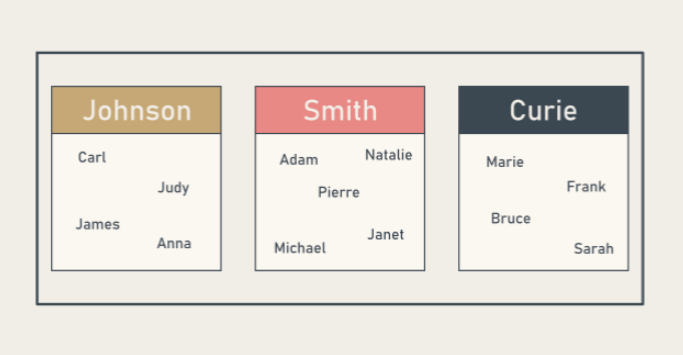 Johnson
Carl
Judy
James
Anna
Smith
Adam
Natalie
Pierre
Janet
Michael
Curie
Marie
Frank
Bruce
Sarah